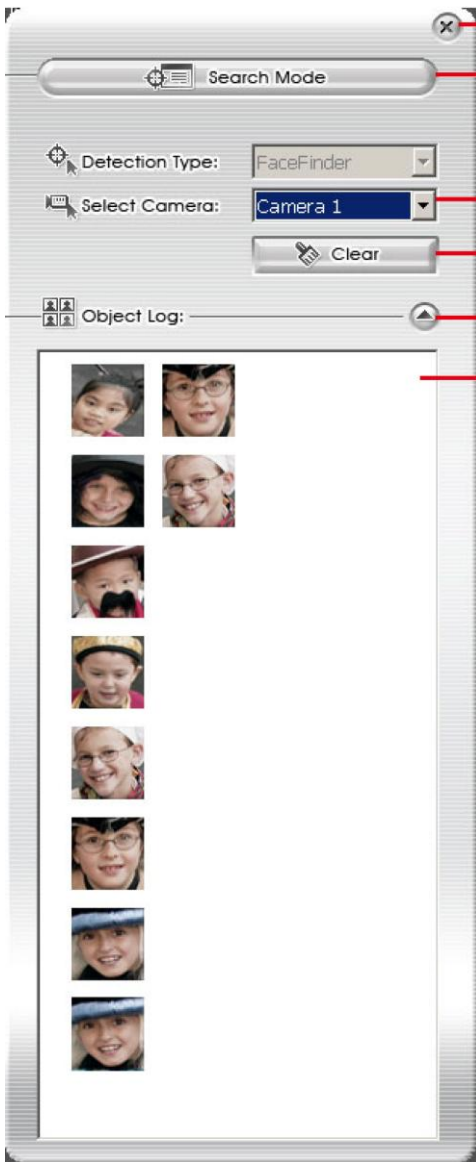 Search Mode
Detection Type: FaceFinder
Select Camera: Camera 1
Clear
Object Log: